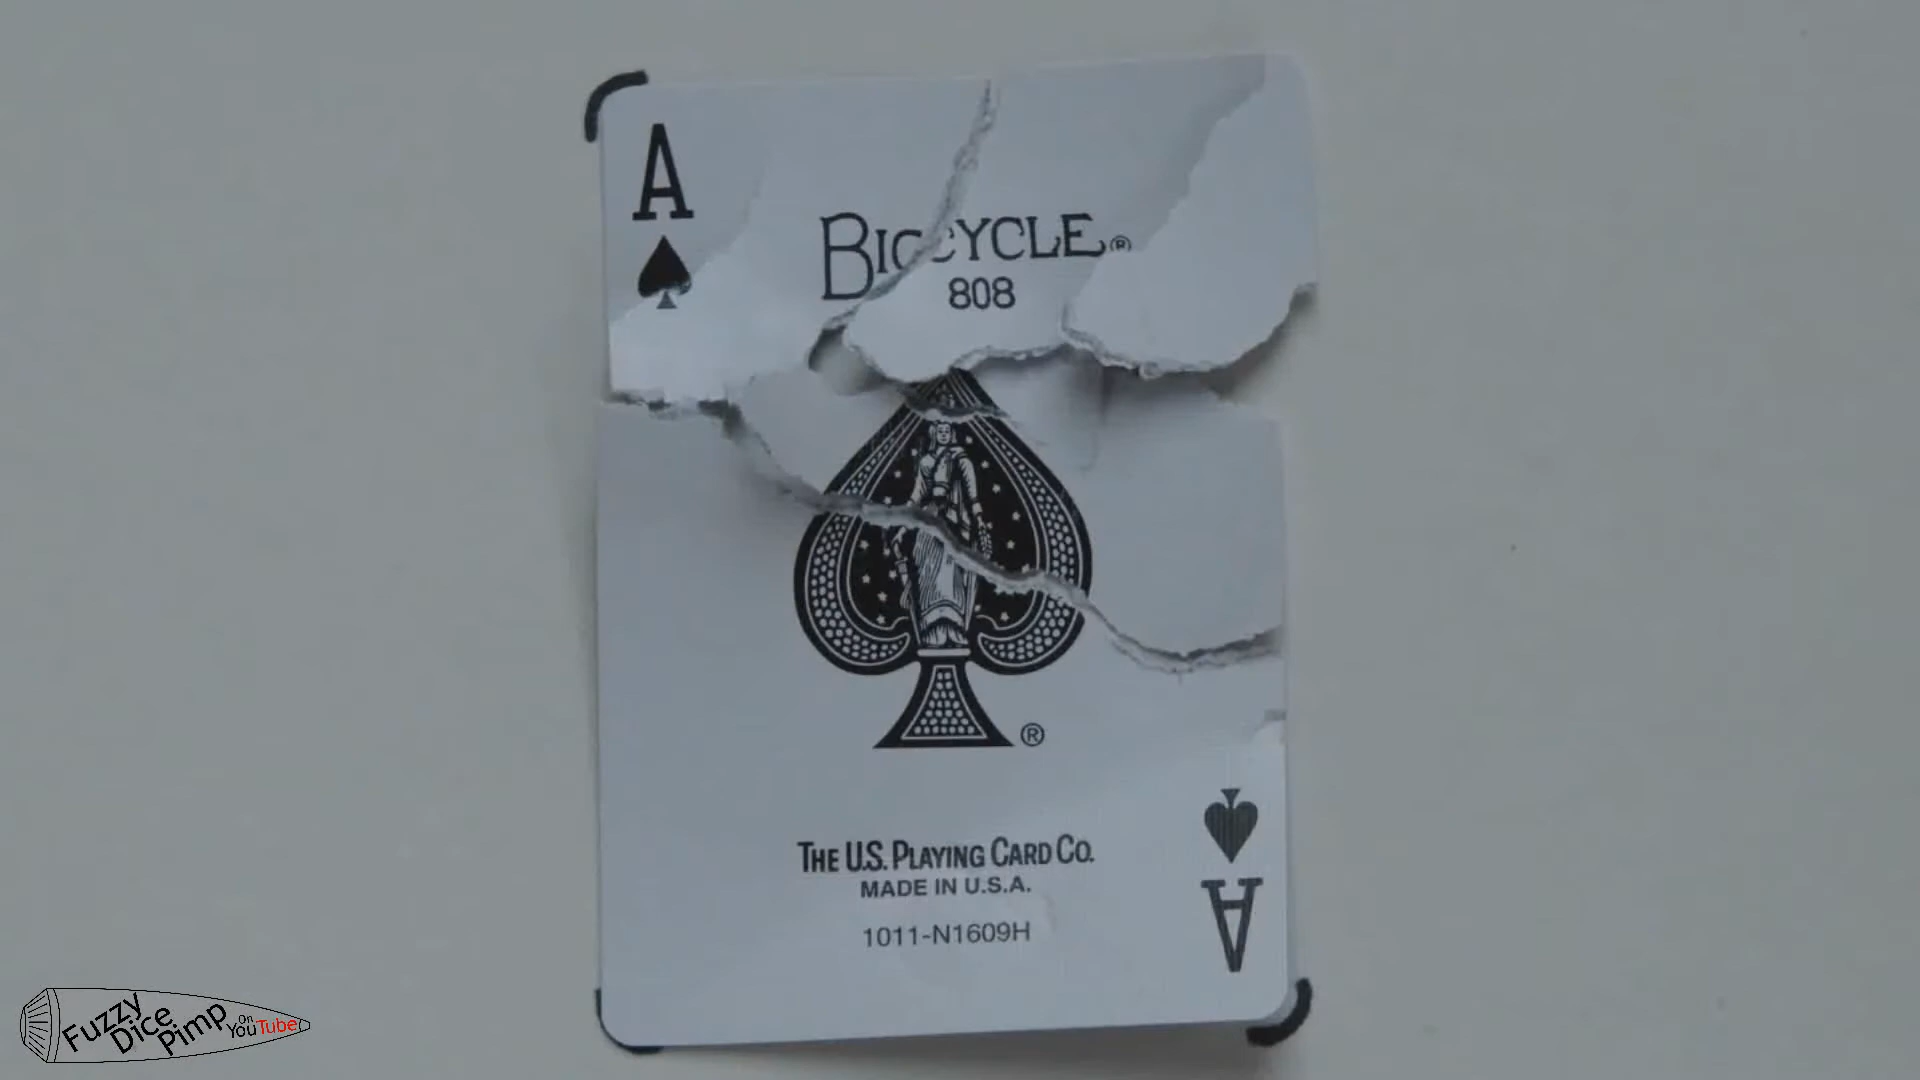 A
BICYCLE®
808
®
THE U.S. PLAYING CARD CO.
MADE IN U.S.A.
1011-N1609H
A
Fuzzy
Dice
Pimp
On
YouTube